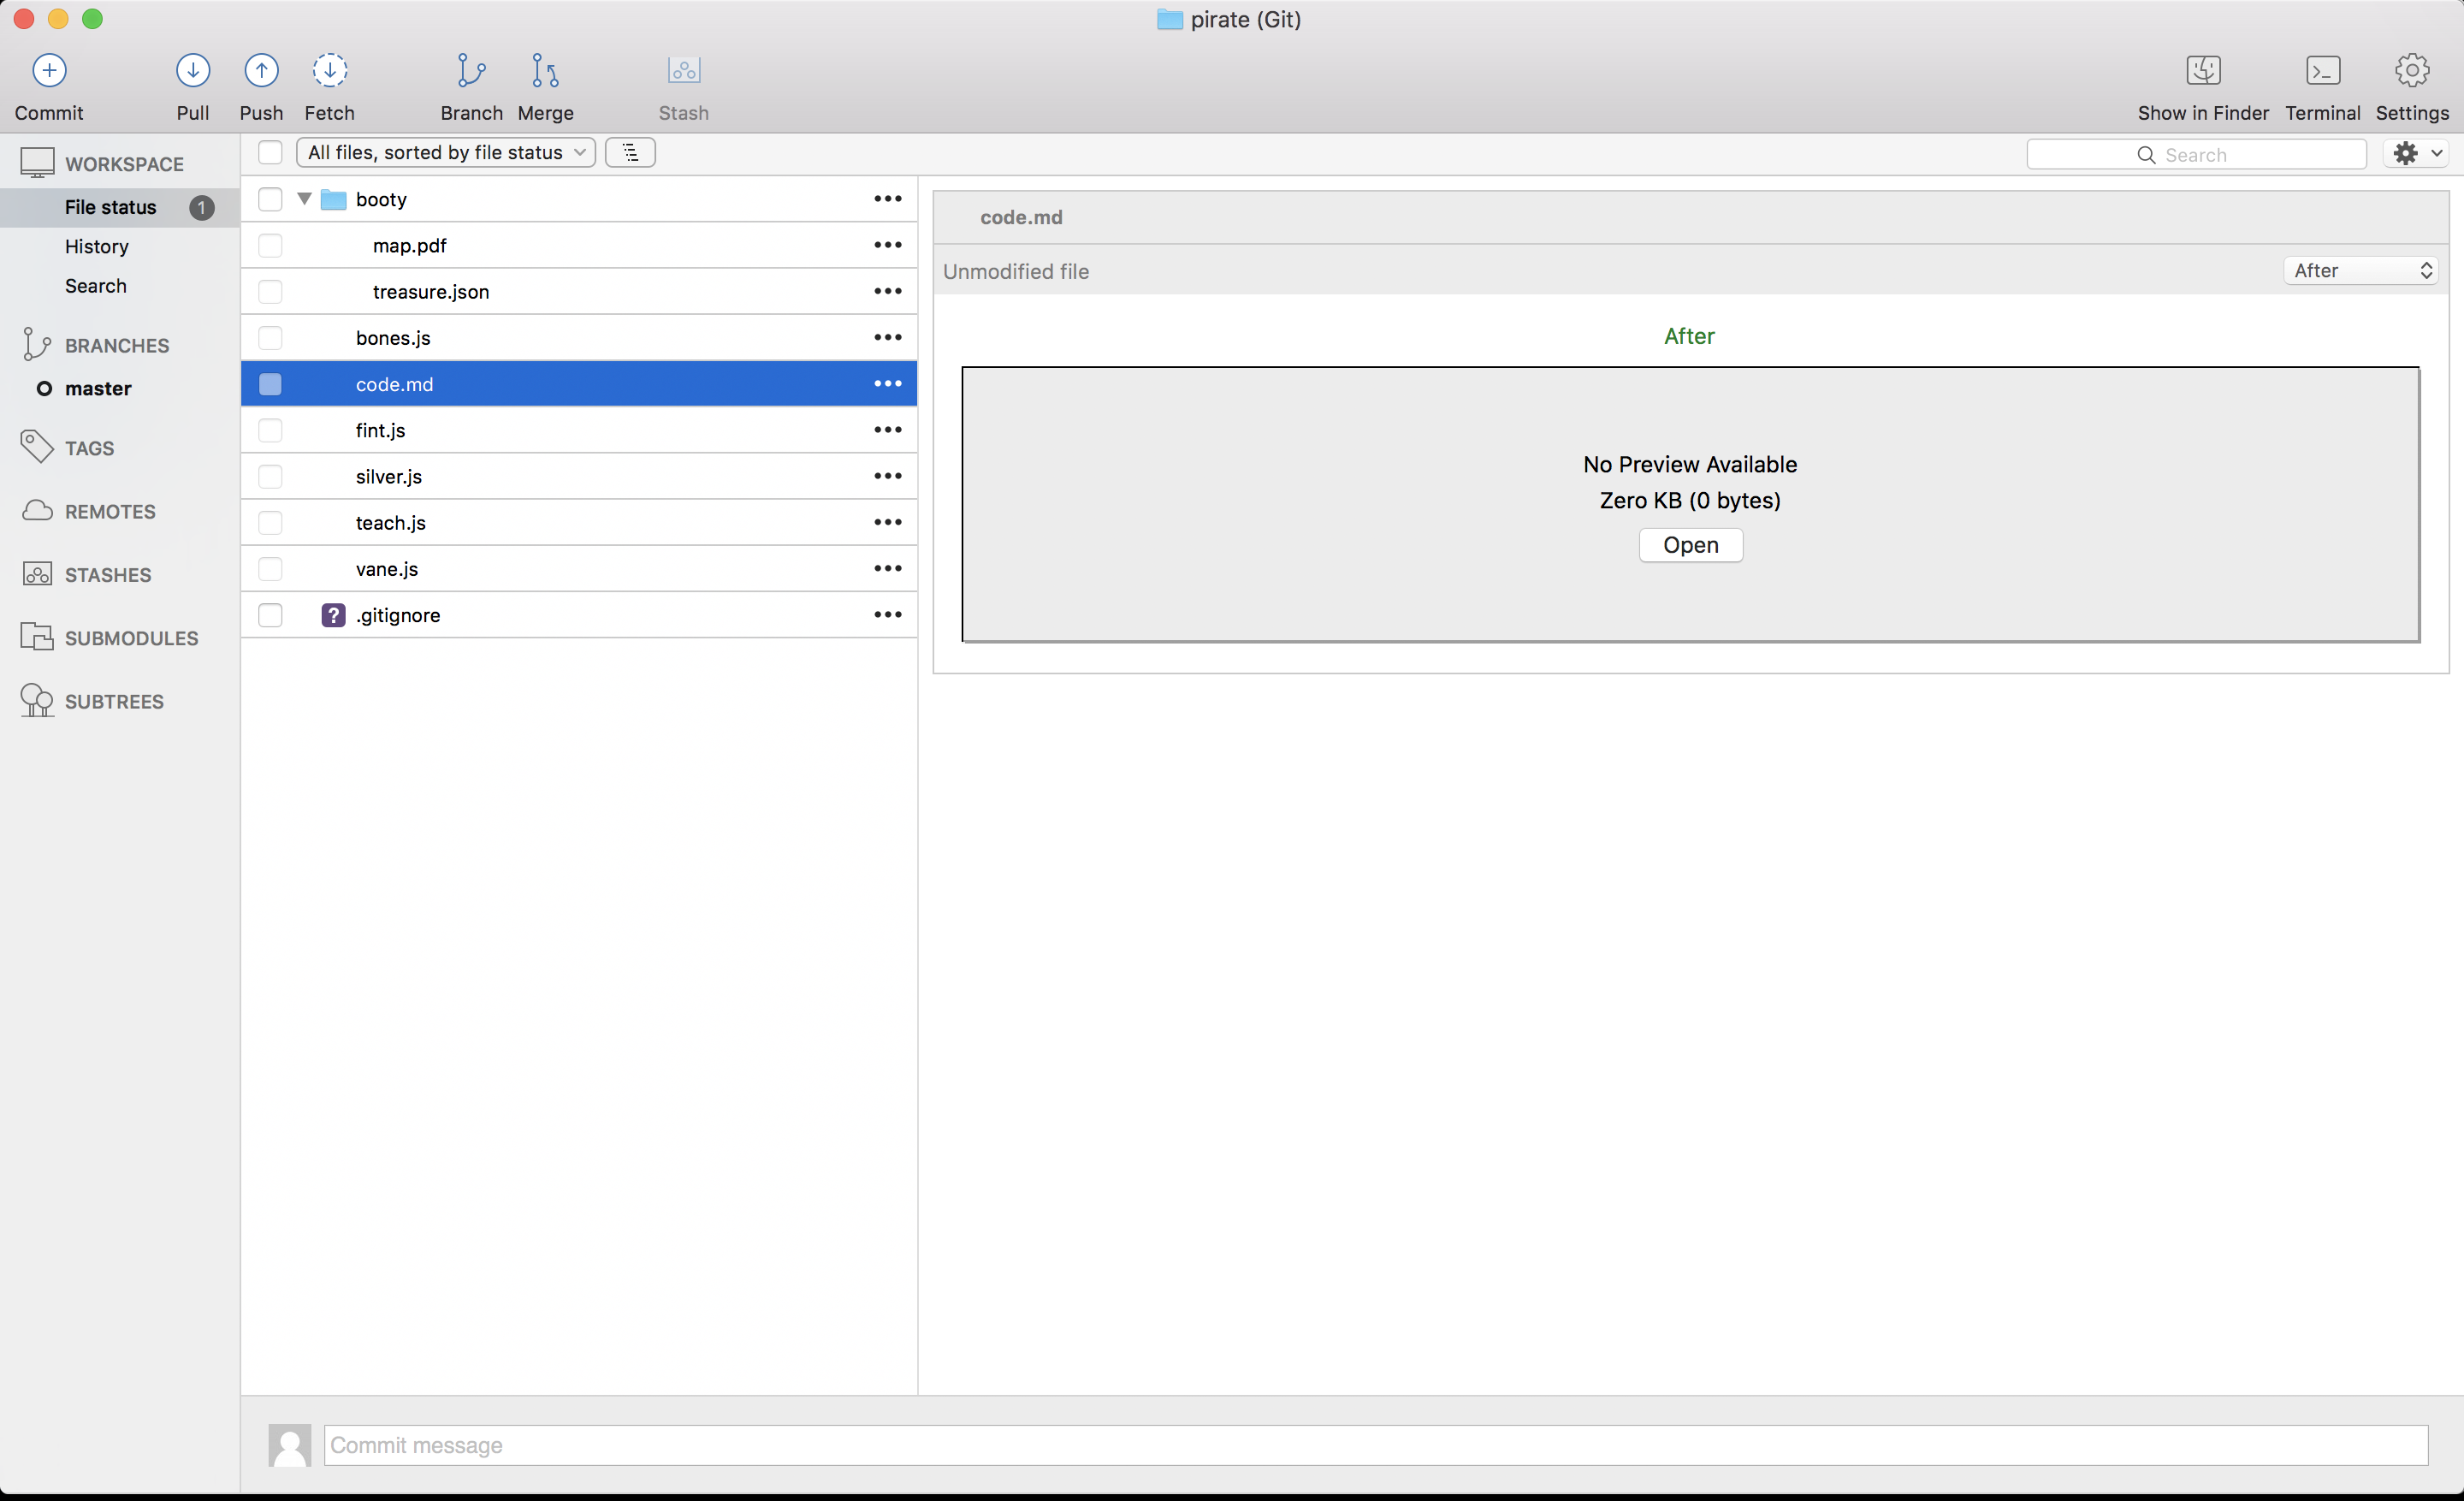 pirate (Git)
Commit
Pull
Push
Fetch
Branch
Merge
Stash
Show in Finder
Terminal
Settings
WORKSPACE
File status
1
History
Search
BRANCHES
master
TAGS
REMOTES
STASHES
SUBMODULES
SUBTREES
All files, sorted by file status
Search
booty
map.pdf
treasure.json
bones.js
code.md
fint.js
silver.js
teach.js
vane.js
? .gitignore
code.md
Unmodified file
After
After
No Preview Available
Zero KB (0 bytes)
Open
Commit message